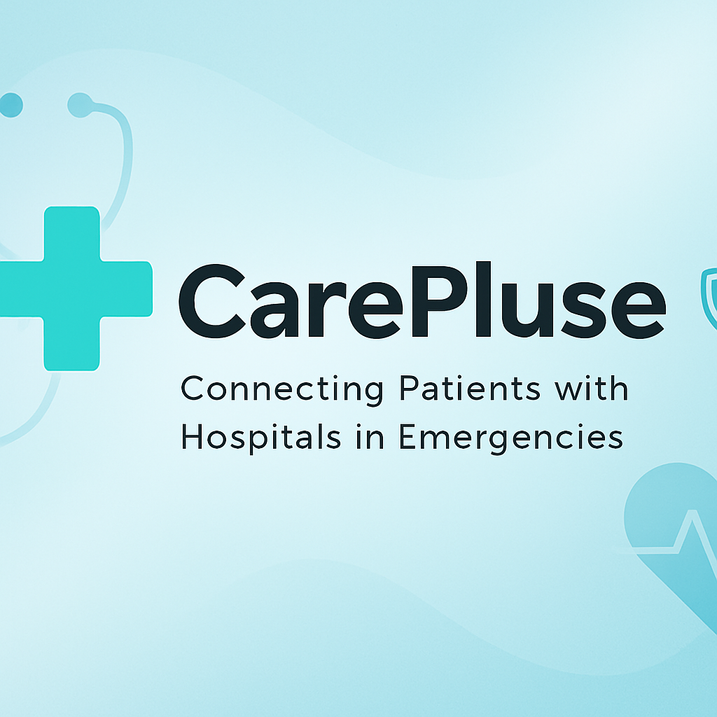 CarePluse
Connecting Patients with
Hospitals in Emergencies